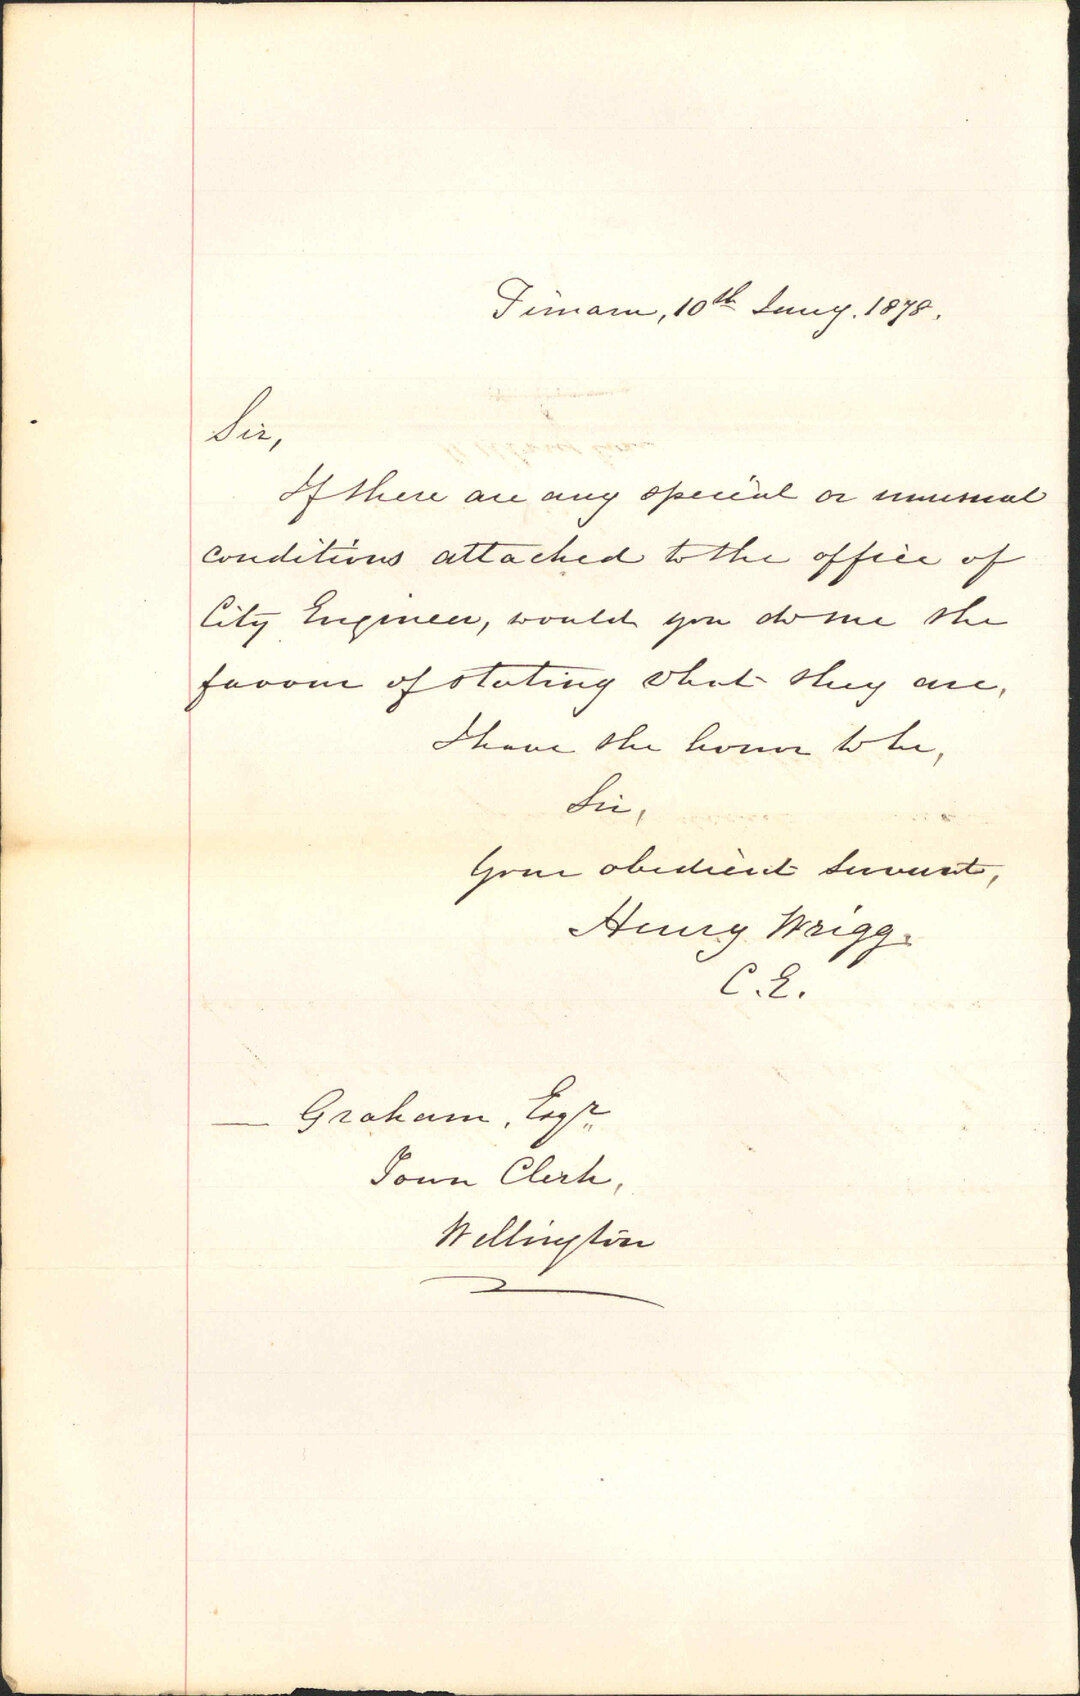 Timaru, 10th Jany. 1878.
Sir,
If there are any special or unusual
conditions attached to the office of
City Engineer, would you do me the
favour of stating what they are,
I have the honor to be,
Sir,
Your obedient Servant,
Henry Wrigg.
C.E.
— Graham, Esqr.
Town Clerk,
Wellington